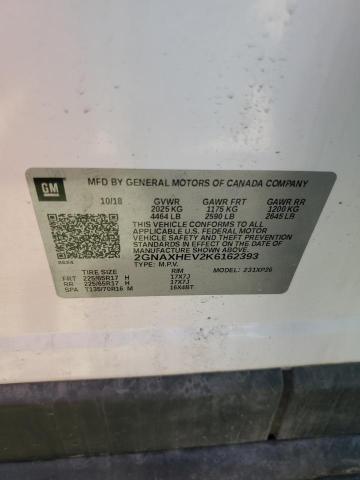 GM
MFD BY GENERAL MOTORS OF CANADA COMPANY
10/18 GVWR GAWR FRT GAWR RR
2025 KG 1175 KG 1200 KG
4464 LB 2590 LB 2645 LB
THIS VEHICLE CONFORMS TO ALL APPLICABLE
U.S. FEDERAL MOTOR VEHICLE SAFETY, BUMPER,
AND THEFT PREVENTION STANDARDS IN
EFFECT ON THE DATE OF MANUFACTURE
SHOWN ABOVE.
2GNAXHEV2K6162393
TYPE: M.P.V. MODEL: 231XP26
TIRE SIZE RIM
FRT 225/65R17 H 17X7J
RR 225/65R17 H 17X7J
SPA T135/70R16 M 16X4BT